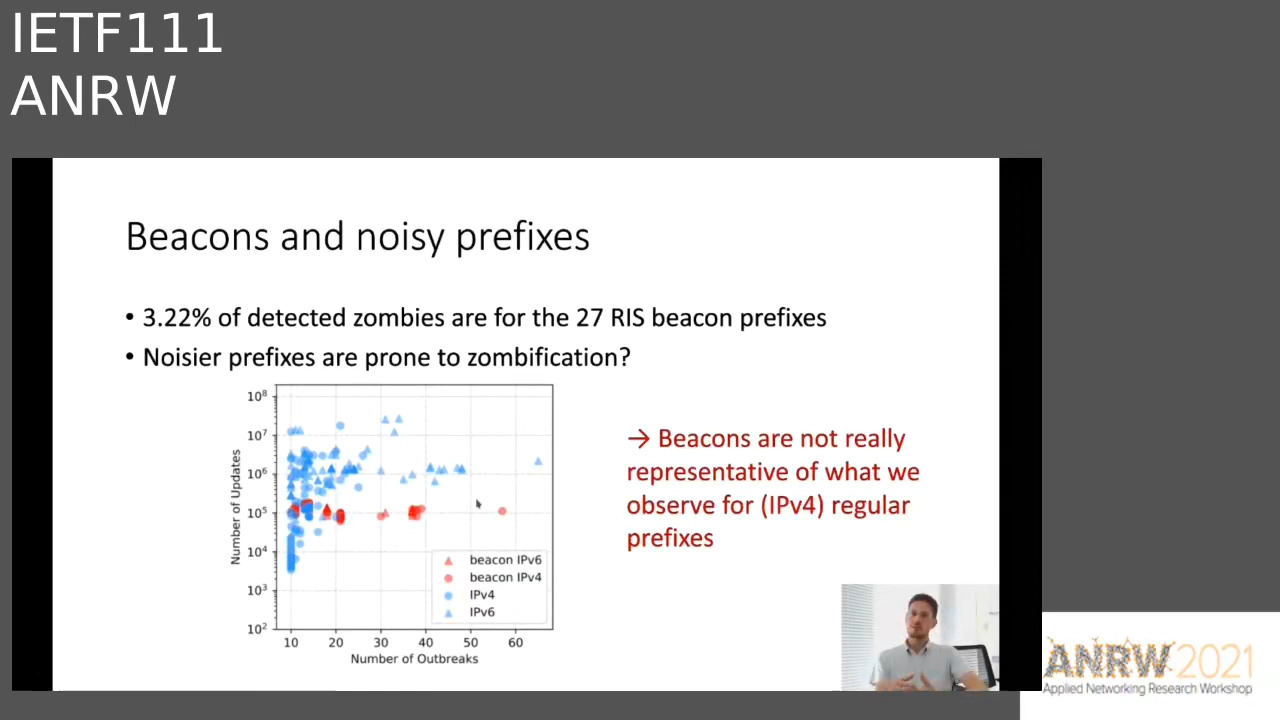 IETF111
ANRW
Beacons and noisy prefixes
• 3.22% of detected zombies are for the 27 RIS beacon prefixes
• Noisier prefixes are prone to zombification?
→ Beacons are not really
representative of what we
observe for (IPv4) regular
prefixes
Number of Updates
10⁸
10⁷
10⁶
10⁵
10⁴
10³
10²
beacon IPv6
beacon IPv4
IPv4
IPv6
10 20 30 40 50 60
Number of Outbreaks
ANRW 2021
Applied Networking Research Workshop